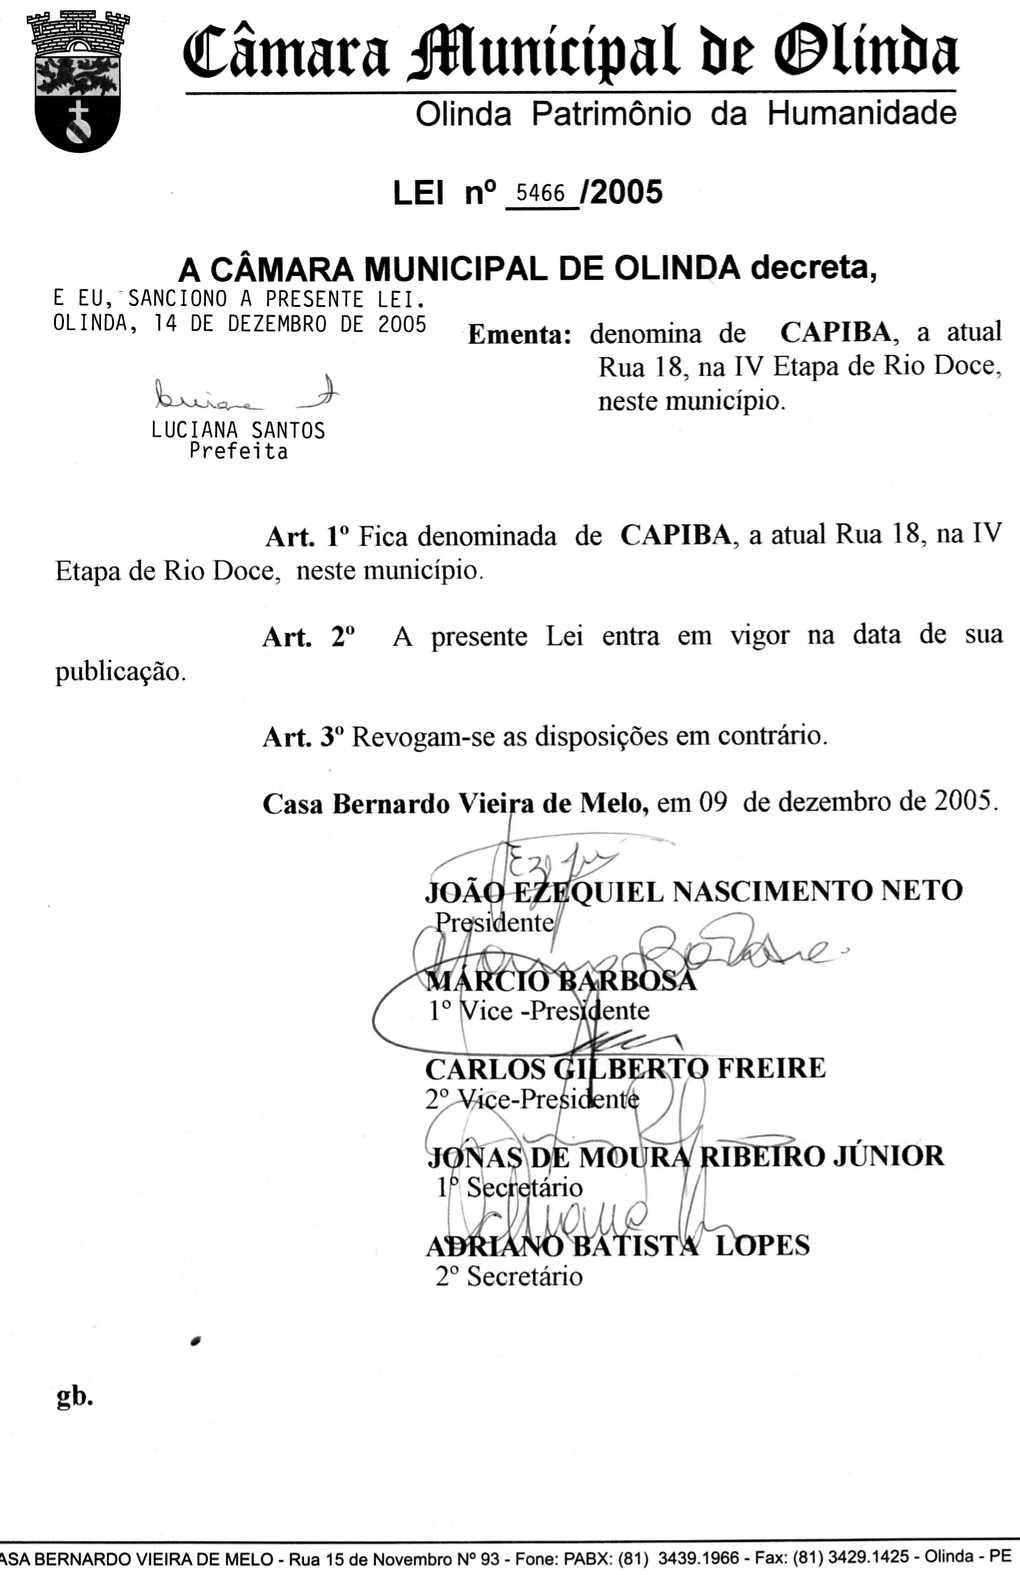 Câmara Municipal de Olinda
Olinda Patrimônio da Humanidade
LEI nº 5466 /2005
A CÂMARA MUNICIPAL DE OLINDA decreta,
E EU, SANCIONO A PRESENTE LEI.
OLINDA, 14 DE DEZEMBRO DE 2005
LUCIANA SANTOS
Prefeita
Ementa: denomina de CAPIBA, a atual
Rua 18, na IV Etapa de Rio Doce,
neste município.
Art. 1º Fica denominada de CAPIBA, a atual Rua 18, na IV
Etapa de Rio Doce, neste município.
Art. 2º A presente Lei entra em vigor na data de sua
publicação.
Art. 3º Revogam-se as disposições em contrário.
Casa Bernardo Vieira de Melo, em 09 de dezembro de 2005.
JOÃO EZEQUIEL NASCIMENTO NETO
Presidente
MÁRCIO BARBOSA
1º Vice -Presidente
CARLOS GILBERTO FREIRE
2º Vice-Presidente
JONAS DE MOURA RIBEIRO JÚNIOR
1º Secretário
ADRIANO BATISTA LOPES
2º Secretário
gb.
ASA BERNARDO VIEIRA DE MELO - Rua 15 de Novembro Nº 93 - Fone: PABX: (81) 3439.1966 - Fax: (81) 3429.1425 - Olinda - PE